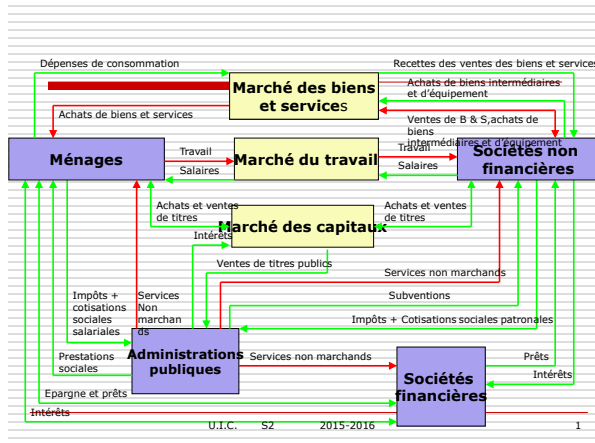 Dépenses de consommation
Recettes des ventes des biens et services
Marché des biens
et services
Achats de biens intermédiaires
et d'équipement
Achats de biens et services
Ventes de B & S,achats de
biens
intermédiaires et d'équipement
Ménages
Travail
Salaires
Marché du travail
Travail
Salaires
Sociétés non
financières
Achats et ventes
de titres
Marché des capitaux
Achats et ventes
de titres
Intérêts
Ventes de titres publics
Services non marchands
Impôts +
cotisations
sociales
salariales
Services
Non
marchan
ds
Subventions
Impôts + Cotisations sociales patronales
Administrations
publiques
Prestations
sociales
Services non marchands
Sociétés
financières
Prêts
Intérêts
Epargne et prêts
Intérêts
U.I.C. S2 2015-2016 1